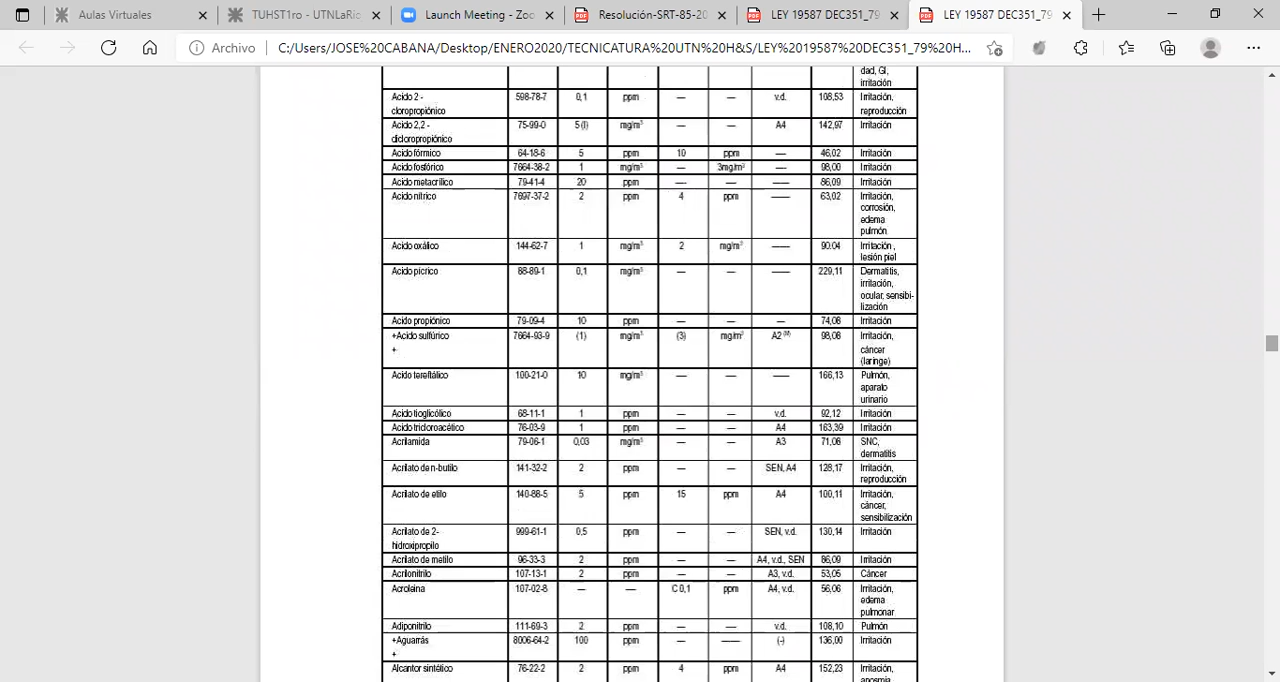 Aulas Virtuales
TUHST1ro - UTNLaRio
Launch Meeting - Zoo
Resolución-SRT-85-20
LEY 19587 DEC351_79
LEY 19587 DEC351_79
Archivo C:/Users/JOSE%20CABANA/Desktop/ENERO2020/TECNICATURA%20UTN%20H&S/LEY%2019587%20DEC351_79%20H...
dad, GI,
irritación
Acido 2 - 598-78-7 0,1 ppm — — v.d. 108,53 Irritación,
cloropropiónico reproducción
Acido 2,2 - 75-99-0 5 (I) mg/m³ — — A4 142,97 Irritación
dicloropropiónico
Acido fórmico 64-18-6 5 ppm 10 ppm — 46,02 Irritación
Acido fosfórico 7664-38-2 1 mg/m³ — 3mg/m³ — 98,00 Irritación
Acido metacrílico 79-41-4 20 ppm — — — 86,09 Irritación
Acido nítrico 7697-37-2 2 ppm 4 ppm — 63,02 Irritación,
corrosión,
edema
pulmón
Acido oxálico 144-62-7 1 mg/m³ 2 mg/m³ — 90.04 Irritación ,
lesión piel
Acido pícrico 88-89-1 0,1 mg/m³ — — — 229,11 Dermatitis,
irritación,
ocular, sensibi-
lización
Acido propiónico 79-09-4 10 ppm — — — 74,08 Irritación
+Acido sulfúrico 7664-93-9 (1) mg/m³ (3) mg/m³ A2 (M) 98,08 Irritación,
+ cáncer
(laringe)
Acido tereftálico 100-21-0 10 mg/m³ — — — 166,13 Pulmón,
aparato
urinario
Acido tioglicólico 68-11-1 1 ppm — — v.d. 92,12 Irritación
Acido tricloroacético 76-03-9 1 ppm — — A4 163,39 Irritación
Acrilamida 79-06-1 0,03 mg/m³ — — A3 71,08 SNC,
dermatitis
Acrilato de n-butilo 141-32-2 2 ppm — — SEN, A4 128,17 Irritación,
reproducción
Acrilato de etilo 140-88-5 5 ppm 15 ppm A4 100,11 Irritación,
cáncer,
sensibilización
Acrilato de 2- 999-61-1 0,5 ppm — — SEN, v.d. 130,14 Irritación
hidroxipropilo
Acrilato de metilo 96-33-3 2 ppm — — A4, v.d., SEN 86,09 Irritación
Acrilonitrilo 107-13-1 2 ppm — — A3, v.d. 53,05 Cáncer
Acroleína 107-02-8 — — C 0,1 ppm A4, v.d. 56,06 Irritación,
edema
pulmonar
Adiponitrilo 111-69-3 2 ppm — — v.d. 108,10 Pulmón
+Aguarrás 8006-64-2 100 ppm — — (-) 136,00 Irritación
+
Alcanfor sintético 76-22-2 2 ppm 4 ppm A4 152,23 Irritación,
anosmia